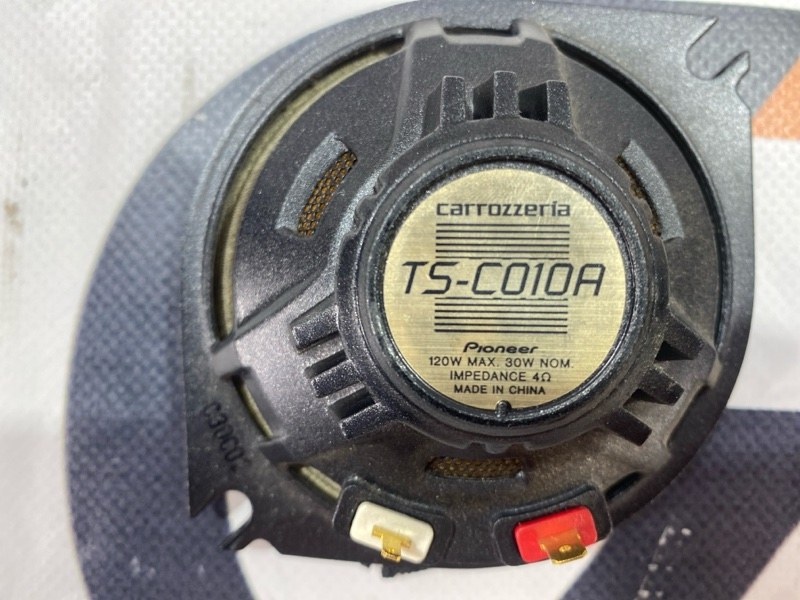 carrozzeria
TS-C010A
Pioneer
120W MAX. 30W NOM.
IMPEDANCE 4Ω
MADE IN CHINA